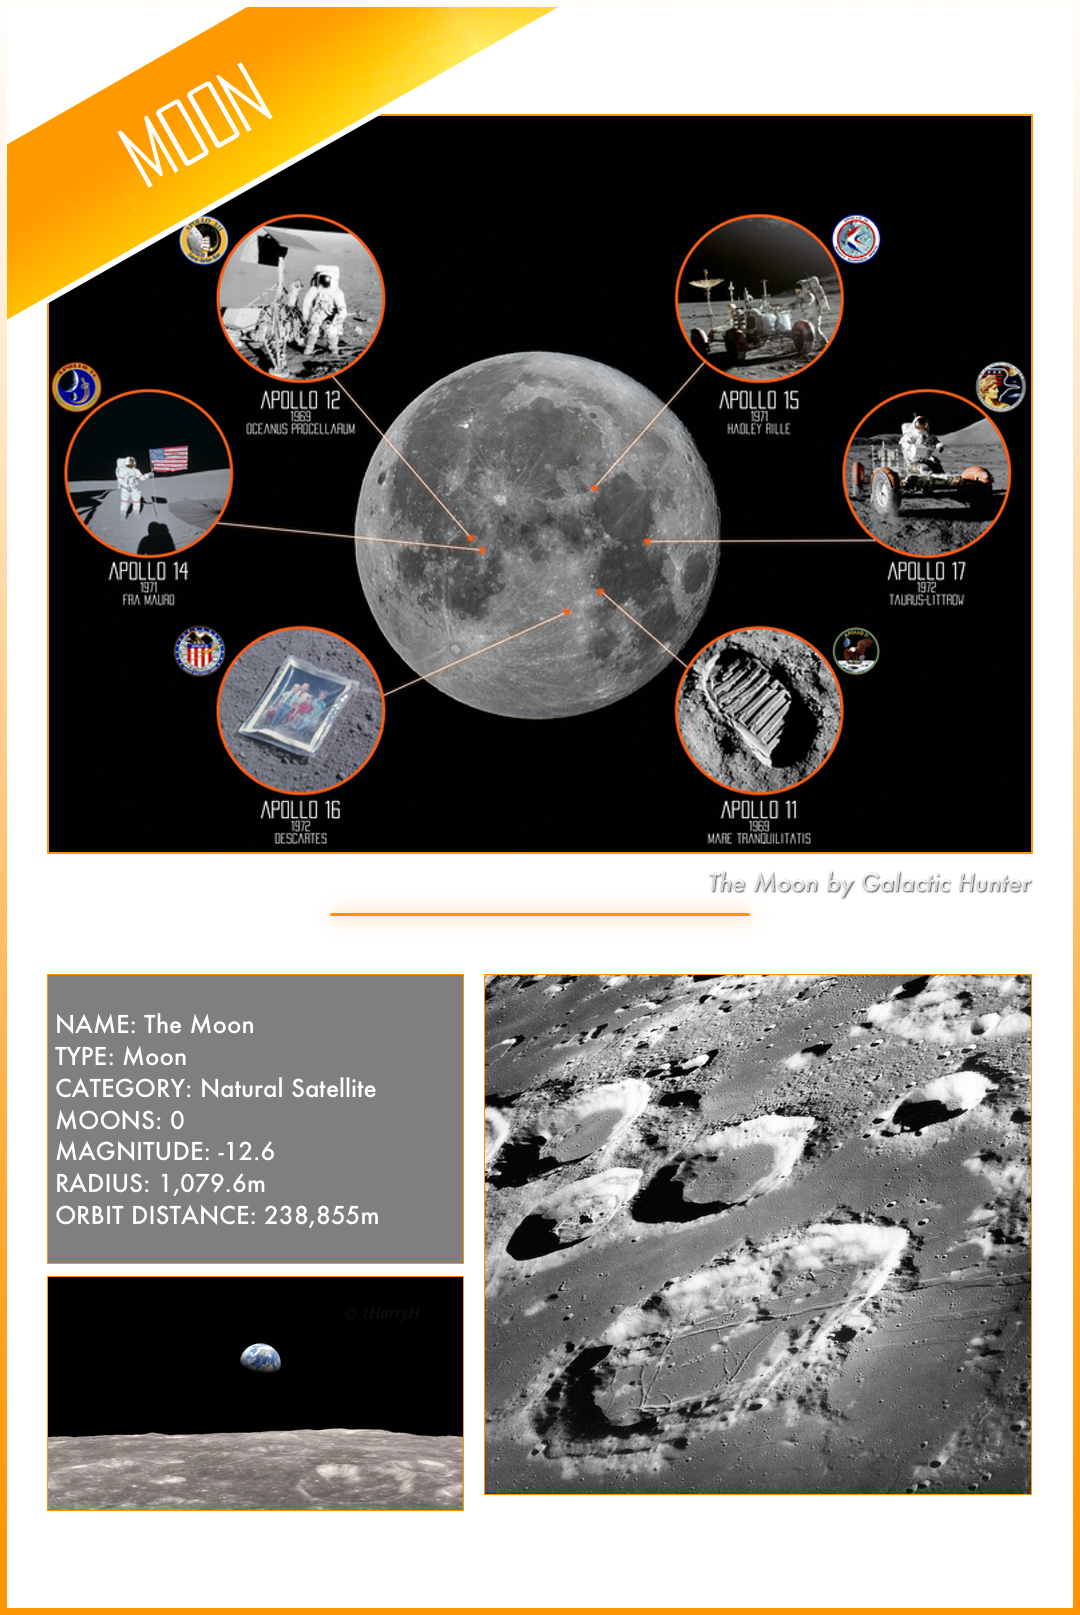 MOON
APOLLO 12
1969
OCEANUS PROCELLARUM
APOLLO 15
1971
HADLEY RILLE
APOLLO 14
1971
FRA MAURO
APOLLO 17
1972
TAURUS-LITTROW
APOLLO 16
1972
DESCARTES
APOLLO 11
1969
MARE TRANQUILITATIS
The Moon by Galactic Hunter
NAME: The Moon
TYPE: Moon
CATEGORY: Natural Satellite
MOONS: 0
MAGNITUDE: -12.6
RADIUS: 1,079.6m
ORBIT DISTANCE: 238,855m
© JHarryH